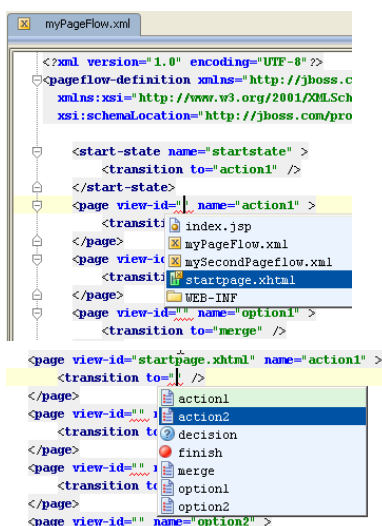 myPageFlow.xml
<?xml version="1.0" encoding="UTF-8"?>
<pageflow-definition xmlns="http://jboss.c
xmlns:xsi="http://www.w3.org/2001/XMLSch
xsi:schemaLocation="http://jboss.com/pro
<start-state name="startstate" >
<transition to="action1" />
</start-state>
<page view-id="" name="action1" >
<transiti
index.jsp
</page>
myPageFlow.xml
<page view-id
mySecondPageflow.xml
<transiti
startpage.xhtml
</page>
WEB-INF
<page view-id="" name="option1" >
<transition to="merge" />
<page view-id="startpage.xhtml" name="action1" >
<transition to="" />
</page>
action1
<page view-id="" 
action2
<transition to
decision
</page>
finish
<page view-id="" n
merge
<transition to
option1
</page>
option2
<page view-id="" name="option2" >